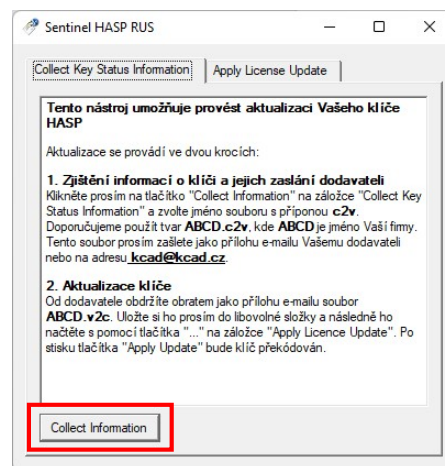 Sentinel HASP RUS
Collect Key Status Information
Apply License Update
Tento nástroj umožňuje provést aktualizaci Vašeho klíče
HASP
Aktualizace se provádí ve dvou krocích:
1. Zjištění informací o klíči a jejich zaslání dodavateli
Klikněte prosím na tlačítko "Collect Information" na záložce "Collect Key
Status Information" a zvolte jméno souboru s příponou c2v.
Doporučujeme použít tvar ABCD.c2v, kde ABCD je jméno Vaší firmy.
Tento soubor prosím zašlete jako přílohu e-mailu Vašemu dodavateli
nebo na adresu kcad@kcad.cz.
2. Aktualizace klíče
Od dodavatele obdržíte obratem jako přílohu e-mailu soubor
ABCD.v2c. Uložte si ho prosím do libovolné složky a následně ho
načtěte s pomocí tlačítka "..." na záložce "Apply Licence Update". Po
stisku tlačítka "Apply Update" bude klíč překódován.
Collect Information